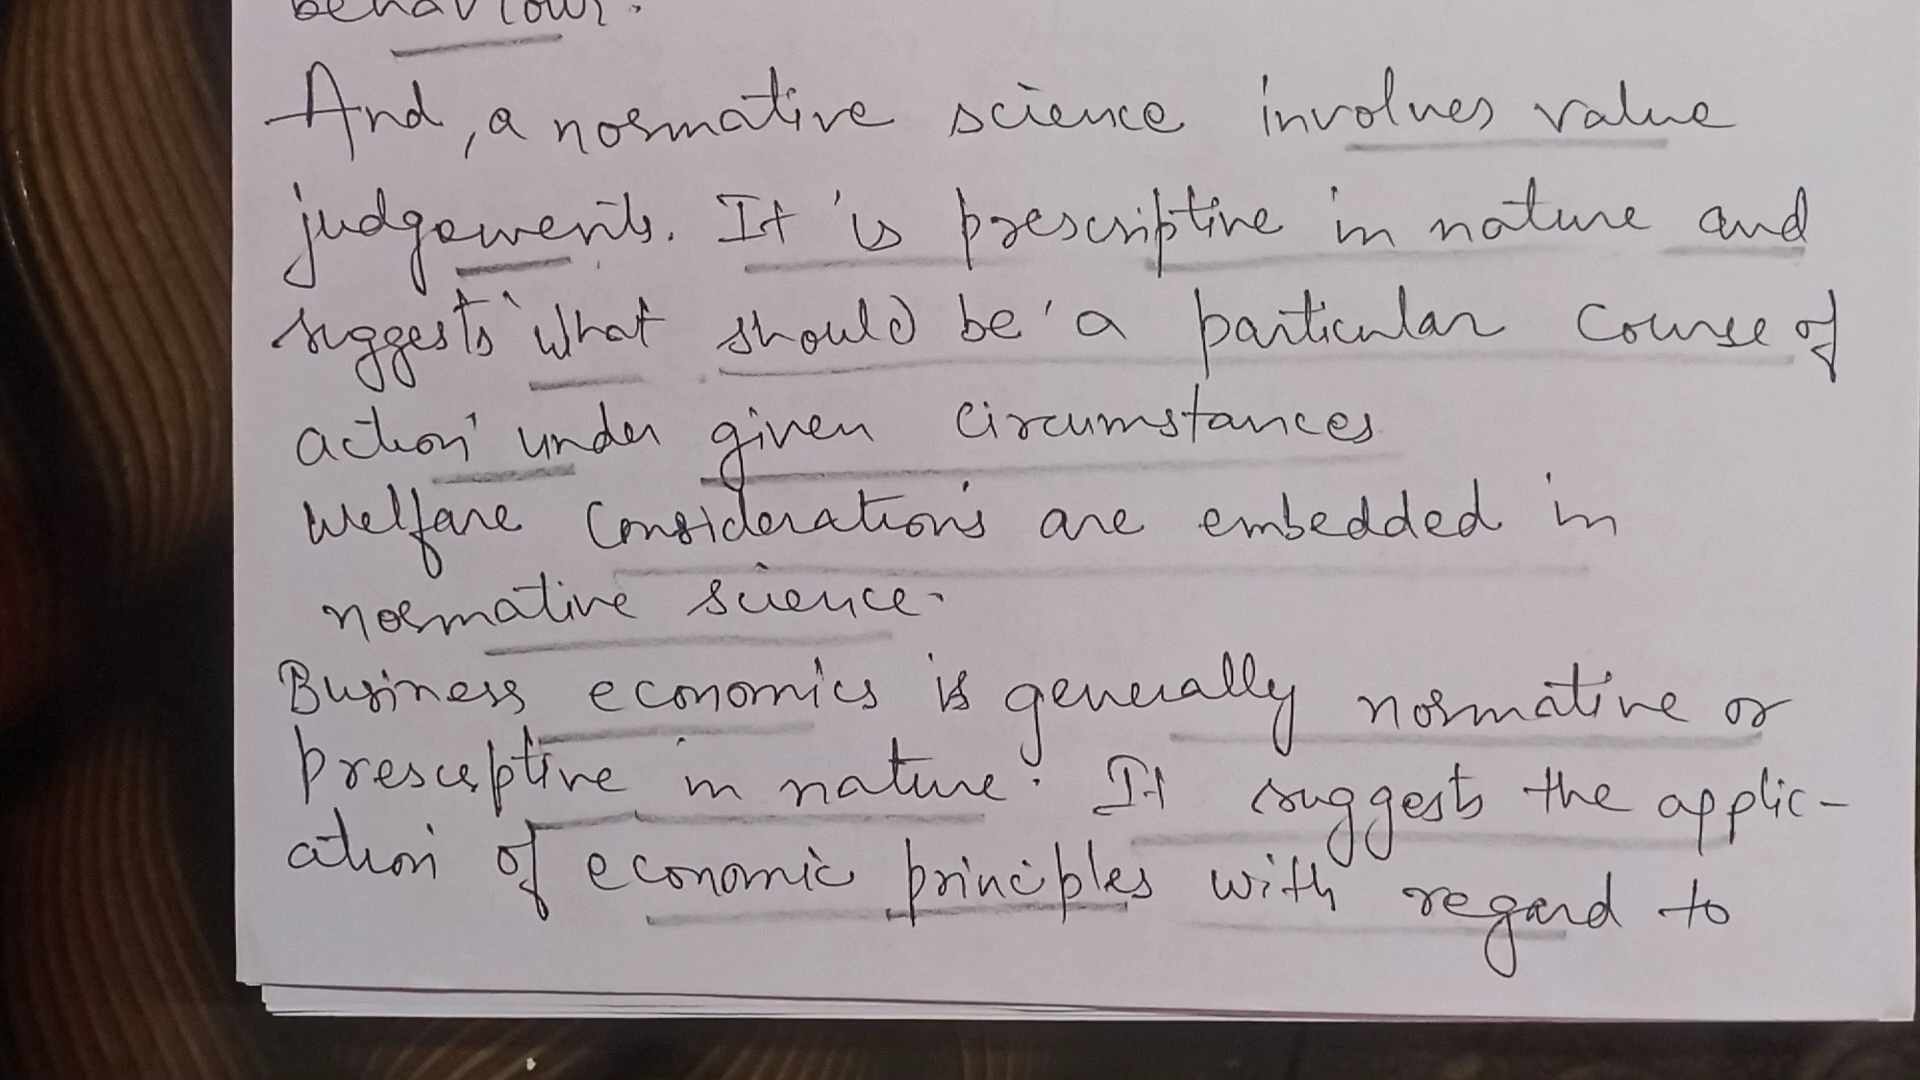 behaviour.
And, a normative science involves value
judgements. It is prescriptive in nature and
suggests 'what should be' a particular course of
action' under given circumstances
Welfare considerations are embedded in
normative science.
Business economics is generally normative or
presceptive in nature. It suggests the applic-
ation of economic principles with regard to